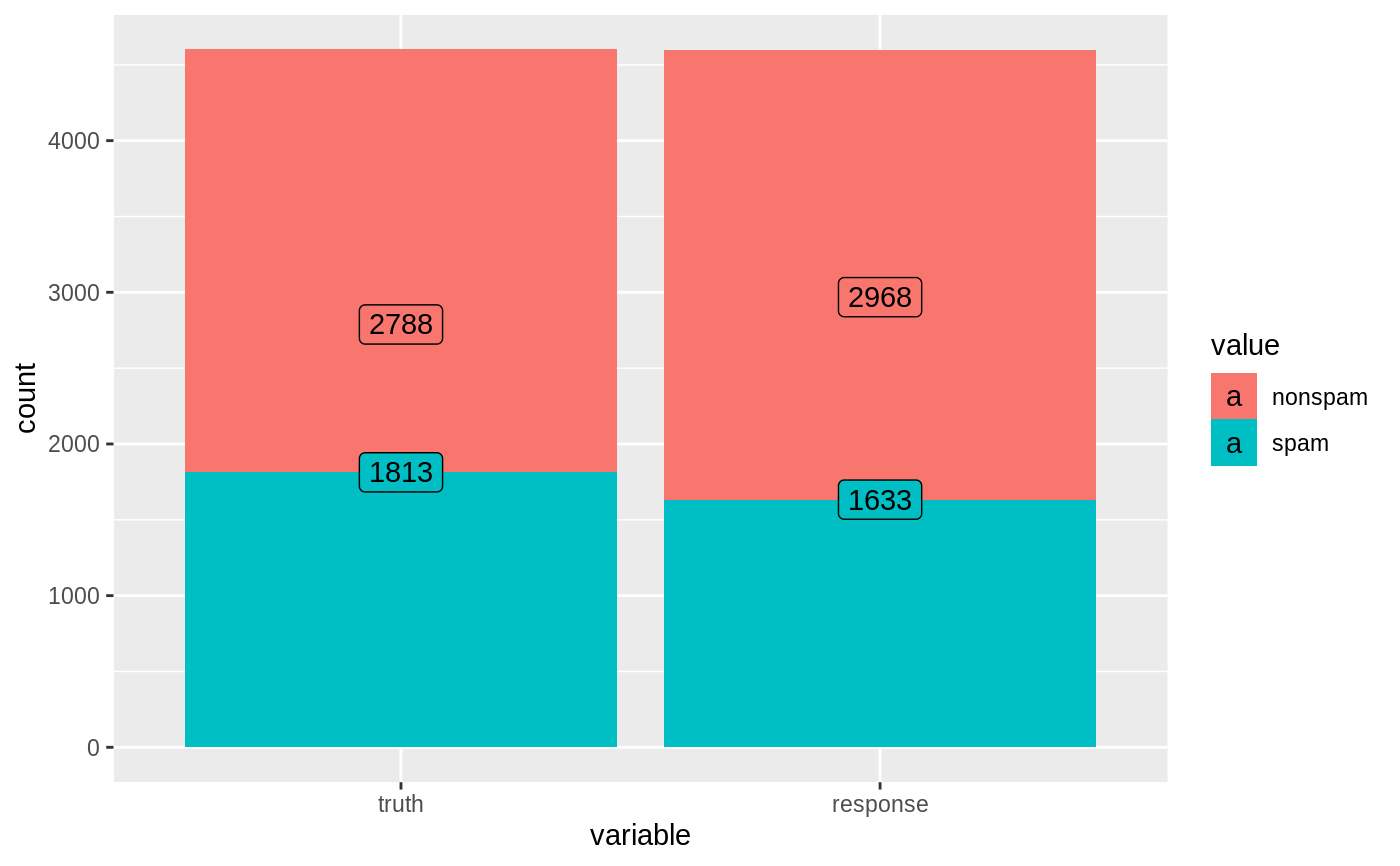 count
4000
3000
2000
1000
0
2788
2968
1813
1633
truth
response
variable
value
a nonspam
a spam